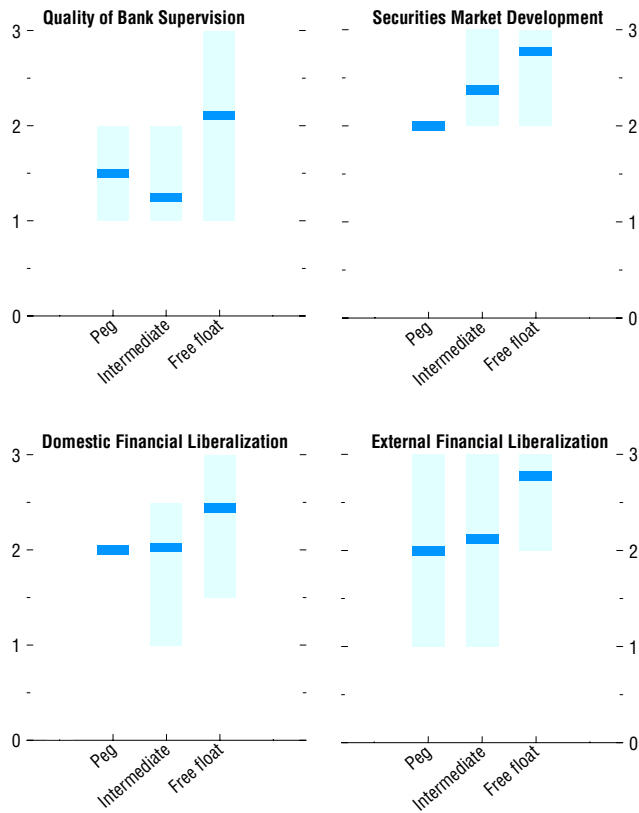 Quality of Bank Supervision
3
2
1
0
Peg
Intermediate
Free float
Securities Market Development
3
2
1
0
Peg
Intermediate
Free float
Domestic Financial Liberalization
3
2
1
0
Peg
Intermediate
Free float
External Financial Liberalization
3
2
1
0
Peg
Intermediate
Free float